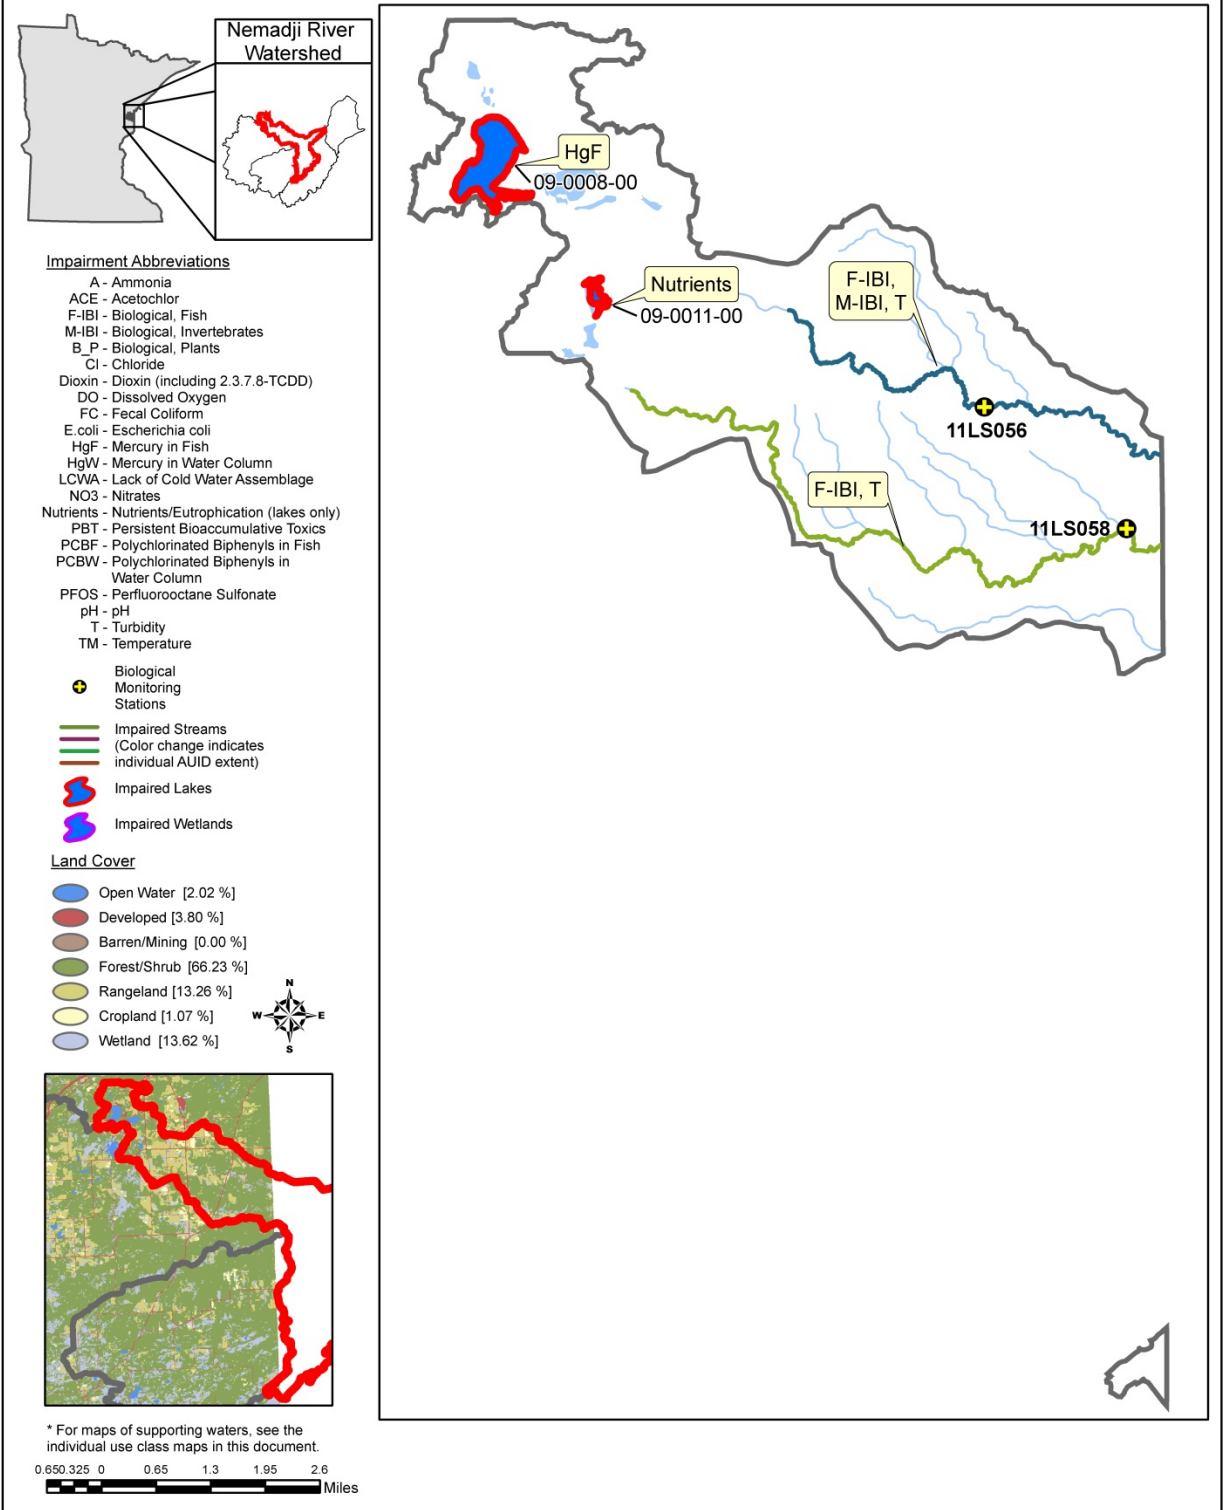 Nemadji River
Watershed
Impairment Abbreviations
A - Ammonia
ACE - Acetochlor
F-IBI - Biological, Fish
M-IBI - Biological, Invertebrates
B_P - Biological, Plants
Cl - Chloride
Dioxin - Dioxin (including 2.3.7.8-TCDD)
DO - Dissolved Oxygen
FC - Fecal Coliform
E.coli - Escherichia coli
HgF - Mercury in Fish
HgW - Mercury in Water Column
LCWA - Lack of Cold Water Assemblage
NO3 - Nitrates
Nutrients - Nutrients/Eutrophication (lakes only)
PBT - Persistent Bioaccumulative Toxics
PCBF - Polychlorinated Biphenyls in Fish
PCBW - Polychlorinated Biphenyls in
Water Column
PFOS - Perfluorooctane Sulfonate
pH - pH
T - Turbidity
TM - Temperature
Biological
Monitoring
Stations
Impaired Streams
(Color change indicates
individual AUID extent)
Impaired Lakes
Impaired Wetlands
Land Cover
Open Water [2.02 %]
Developed [3.80 %]
Barren/Mining [0.00 %]
Forest/Shrub [66.23 %]
Rangeland [13.26 %]
Cropland [1.07 %]
Wetland [13.62 %]
N
W E
S
* For maps of supporting waters, see the
individual use class maps in this document.
0.65 0.325 0 0.65 1.3 1.95 2.6
Miles
HgF
09-0008-00
Nutrients
09-0011-00
F-IBI,
M-IBI, T
11LS056
F-IBI, T
11LS058